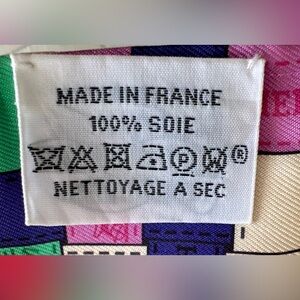 MADE IN FRANCE
100% SOIE
P W®
NETTOYAGE A SEC